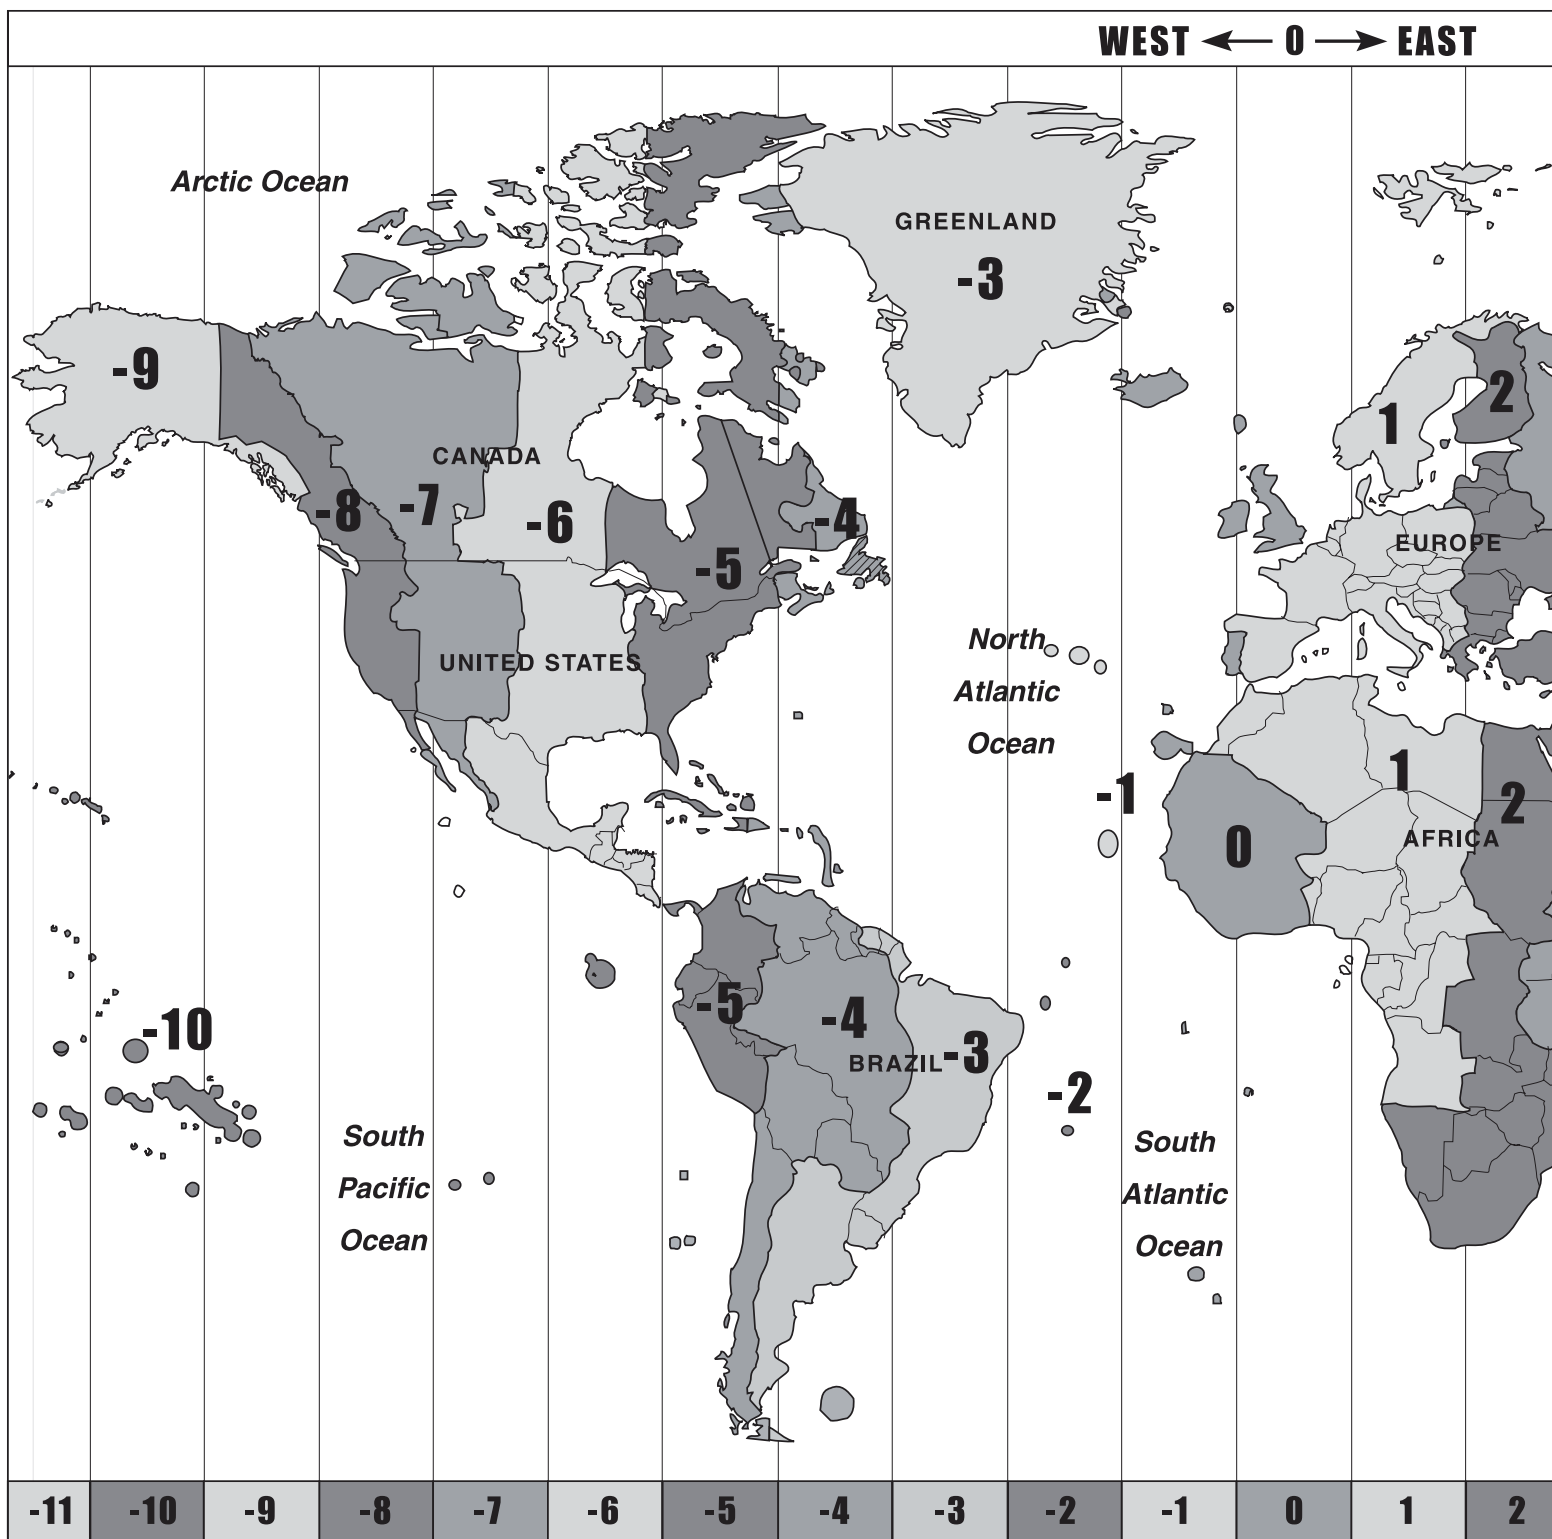 WEST 0 EAST
Arctic Ocean
GREENLAND
-3
-9
1
2
CANADA
-8
-7
-6
-4
-5
EUROPE
UNITED STATES
North
Atlantic
Ocean
1
-1
2
0
AFRICA
-10
-5
-4
-3
BRAZIL
-2
South
Pacific
Ocean
South
Atlantic
Ocean
-11 -10 -9 -8 -7 -6 -5 -4 -3 -2 -1 0 1 2